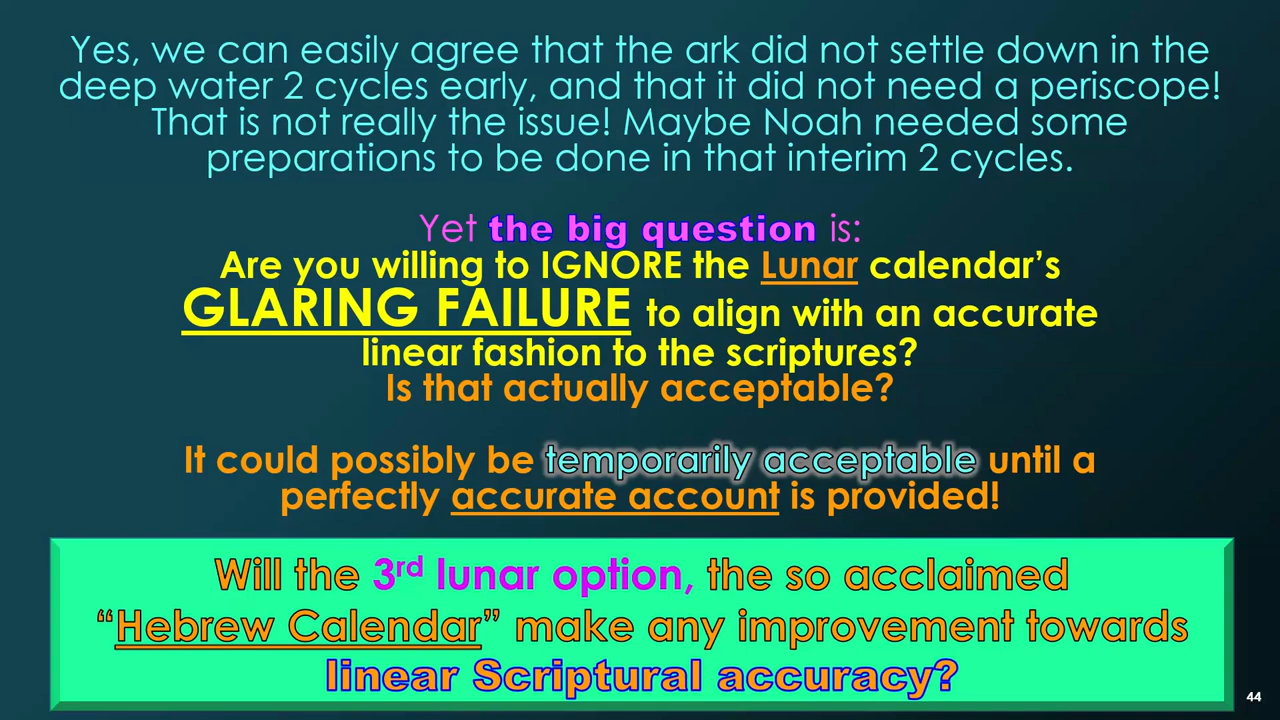 Yes, we can easily agree that the ark did not settle down in the
deep water 2 cycles early, and that it did not need a periscope!
That is not really the issue! Maybe Noah needed some
preparations to be done in that interim 2 cycles.
Yet the big question is:
Are you willing to IGNORE the Lunar calendar’s
GLARING FAILURE to align with an accurate
linear fashion to the scriptures?
Is that actually acceptable?
It could possibly be temporarily acceptable until a
perfectly accurate account is provided!
Will the 3rd lunar option, the so acclaimed
“Hebrew Calendar” make any improvement towards
linear Scriptural accuracy?
44